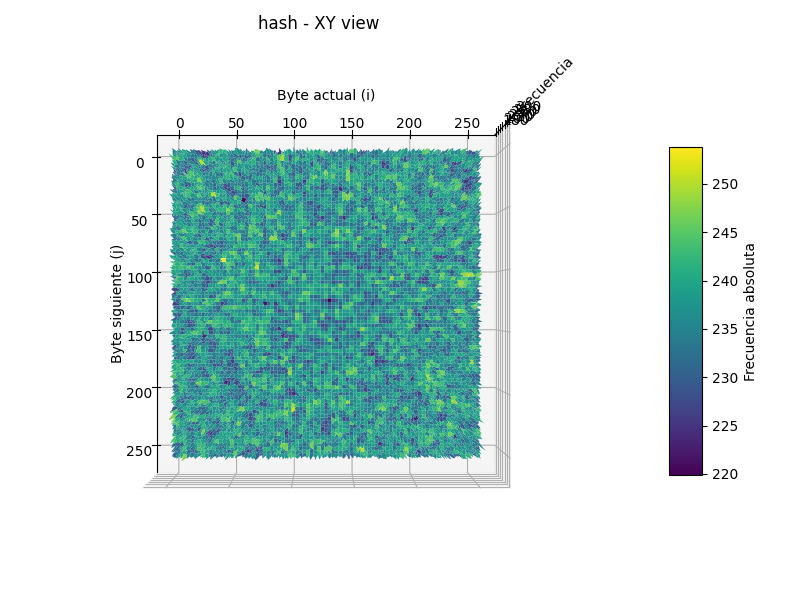 hash - XY view
Byte actual (i)
0 50 100 150 200 250
0
50
100
150
200
250
Byte siguiente (j)
250
245
240
235
230
225
220
Frecuencia absoluta